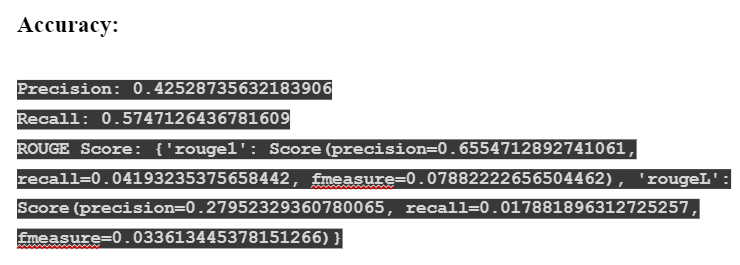 Accuracy:
Precision: 0.42528735632183906
Recall: 0.5747126436781609
ROUGE Score: {'rouge1': Score(precision=0.6554712892741061,
recall=0.04193235375658442, fmeasure=0.07882222656504462), 'rougeL':
Score(precision=0.27952329360780065, recall=0.017881896312725257,
fmeasure=0.033613445378151266)}